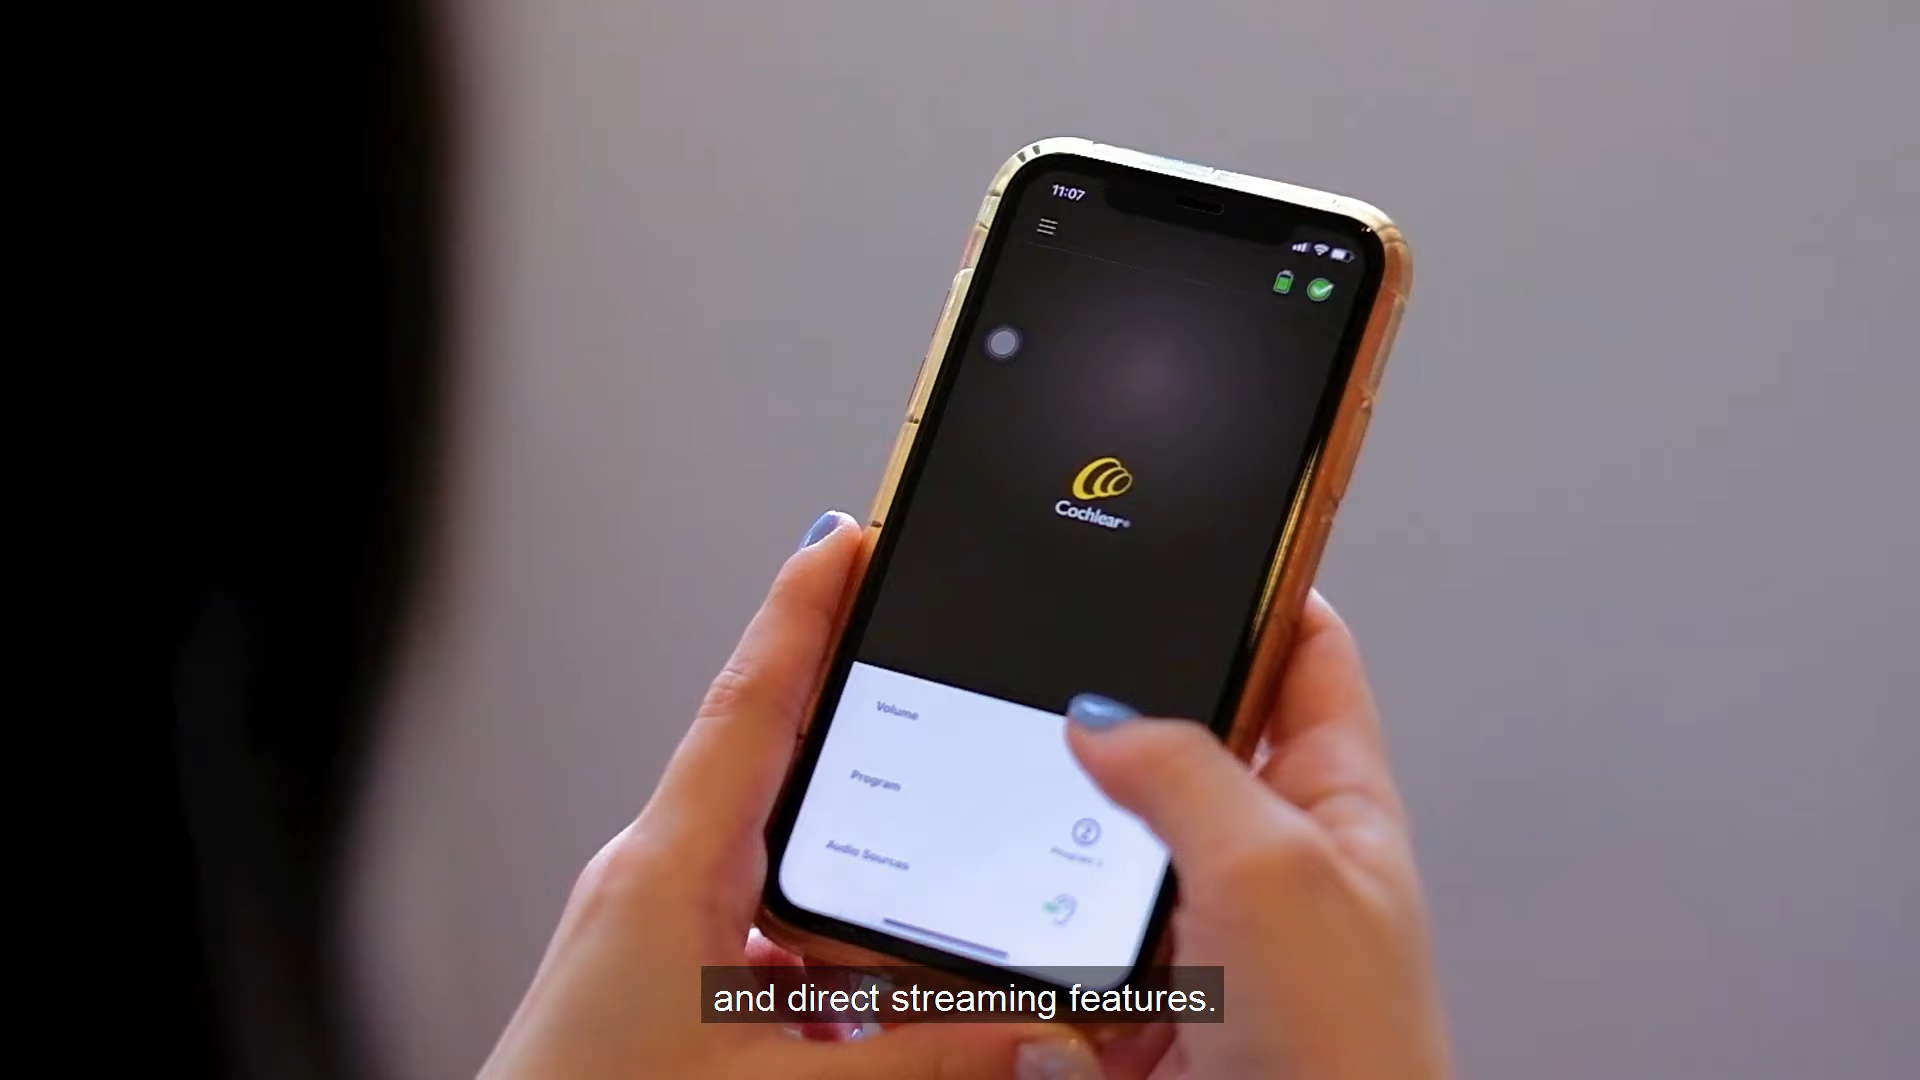 11:07
Cochlear®
Volume
Program
Audio Sources
and direct streaming features.